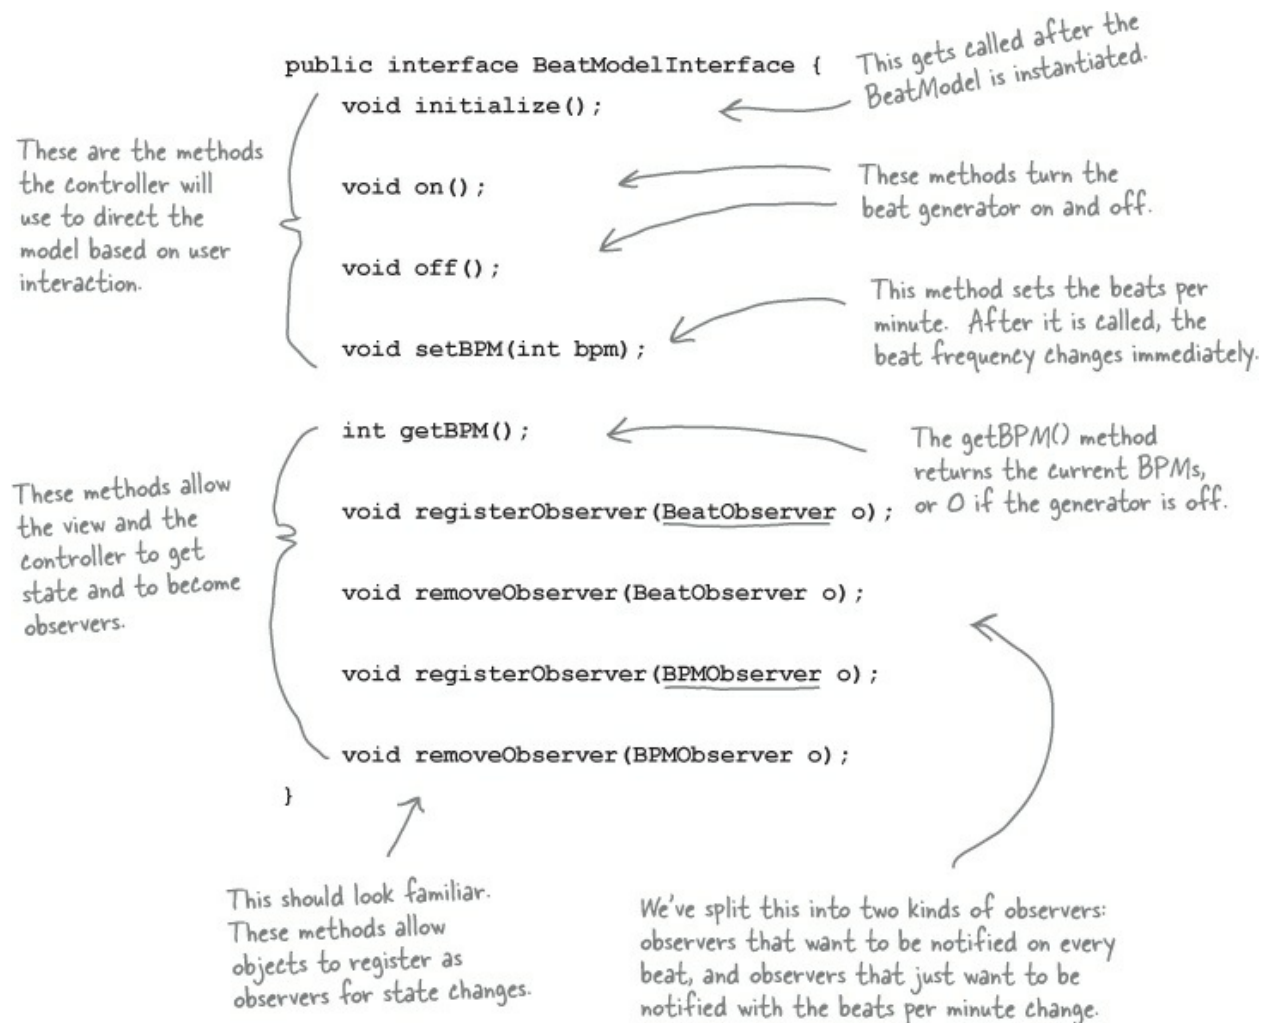 public interface BeatModelInterface {
This gets called after the
BeatModel is instantiated.
void initialize();
These are the methods
the controller will
use to direct the
model based on user
interaction.
void on();
These methods turn the
beat generator on and off.
void off();
This method sets the beats per
minute. After it is called, the
beat frequency changes immediately.
void setBPM(int bpm);
int getBPM();
The getBPM() method
returns the current BPMs,
or 0 if the generator is off.
These methods allow
the view and the
controller to get
state and to become
observers.
void registerObserver(BeatObserver o);
void removeObserver(BeatObserver o);
void registerObserver(BPMObserver o);
void removeObserver(BPMObserver o);
}
This should look familiar.
These methods allow
objects to register as
observers for state changes.
We've split this into two kinds of observers:
observers that want to be notified on every
beat, and observers that just want to be
notified with the beats per minute change.